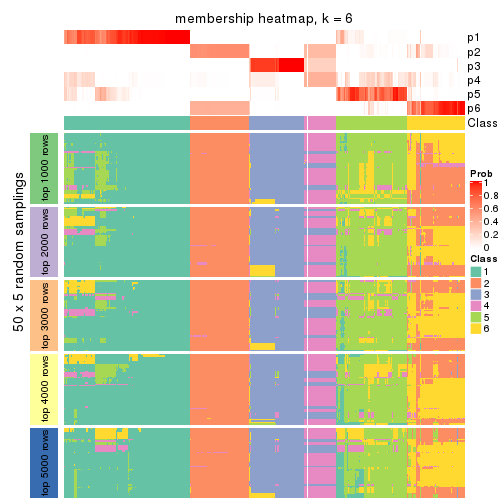 membership heatmap, k = 6
p1
p2
p3
p4
p5
p6
Class
50 x 5 random samplings
top 1000 rows
top 2000 rows
top 3000 rows
top 4000 rows
top 5000 rows
Prob
1
0.8
0.6
0.4
0.2
0
Class
1
2
3
4
5
6